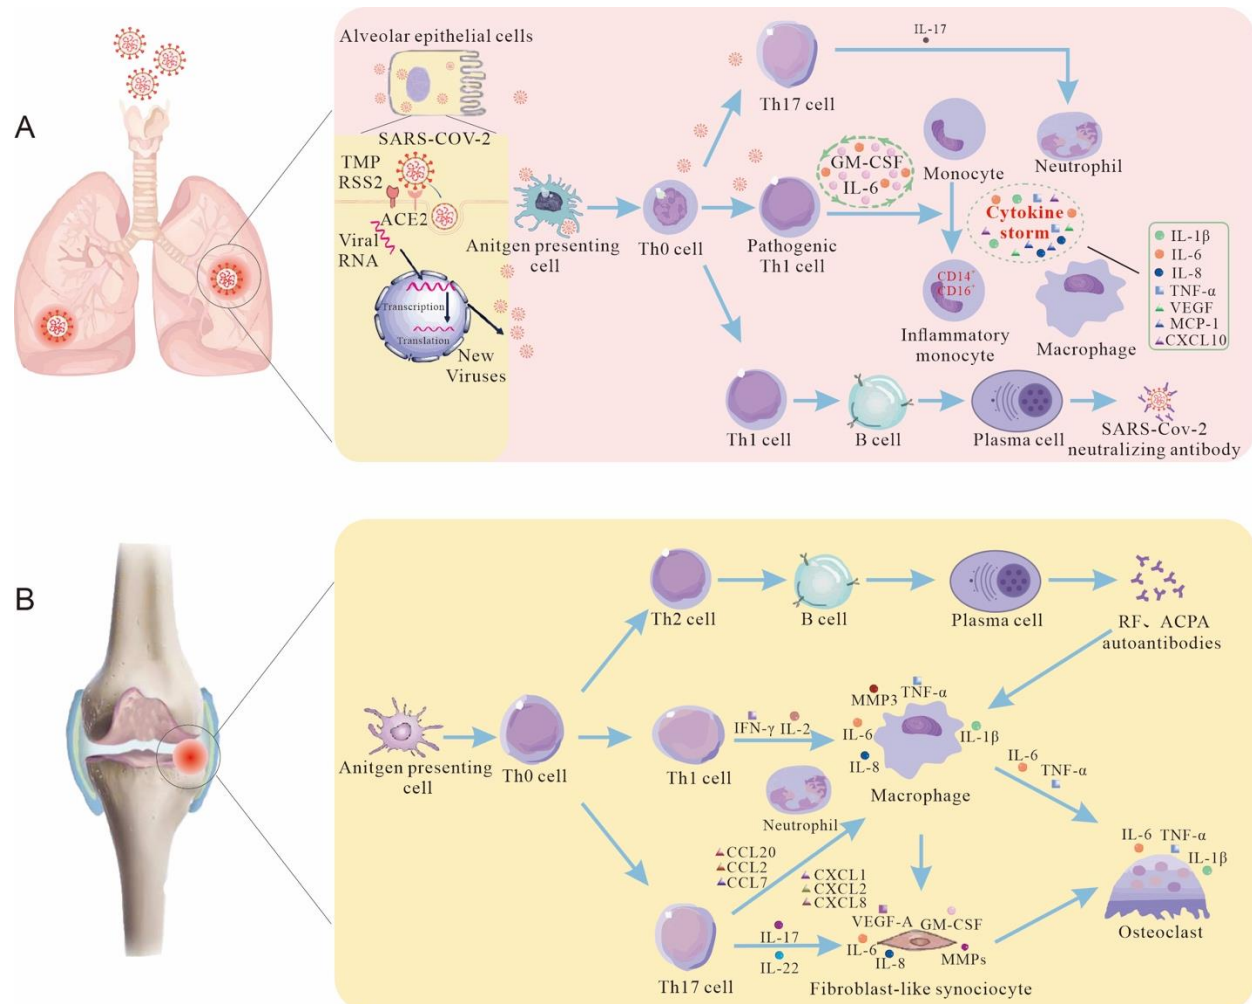 A
Alveolar epithelial cells
SARS-COV-2
TMP
RSS2
ACE2
Viral
RNA
Transcription
Translation
New
Viruses
Anitgen presenting
cell
Th0 cell
Th17 cell
IL-17
Neutrophil
GM-CSF
IL-6
Pathogenic
Th1 cell
Monocyte
CD14+
CD16+
Inflammatory
monocyte
Cytokine
storm
Macrophage
IL-1β
IL-6
IL-8
TNF-α
VEGF
MCP-1
CXCL10
Th1 cell
B cell
Plasma cell
SARS-Cov-2
neutralizing antibody
B
Anitgen presenting
cell
Th0 cell
Th2 cell
B cell
Plasma cell
RF、ACPA
autoantibodies
Th1 cell
IFN-γ IL-2
MMP3
TNF-α
IL-6
IL-1β
IL-8
Macrophage
IL-6
TNF-α
Neutrophil
CCL20
CCL2
CCL7
CXCL1
CXCL2
CXCL8
Th17 cell
IL-17
IL-22
VEGF-A GM-CSF
IL-6
IL-8
MMPs
Fibroblast-like synociocyte
IL-6 TNF-α
IL-1β
Osteoclast